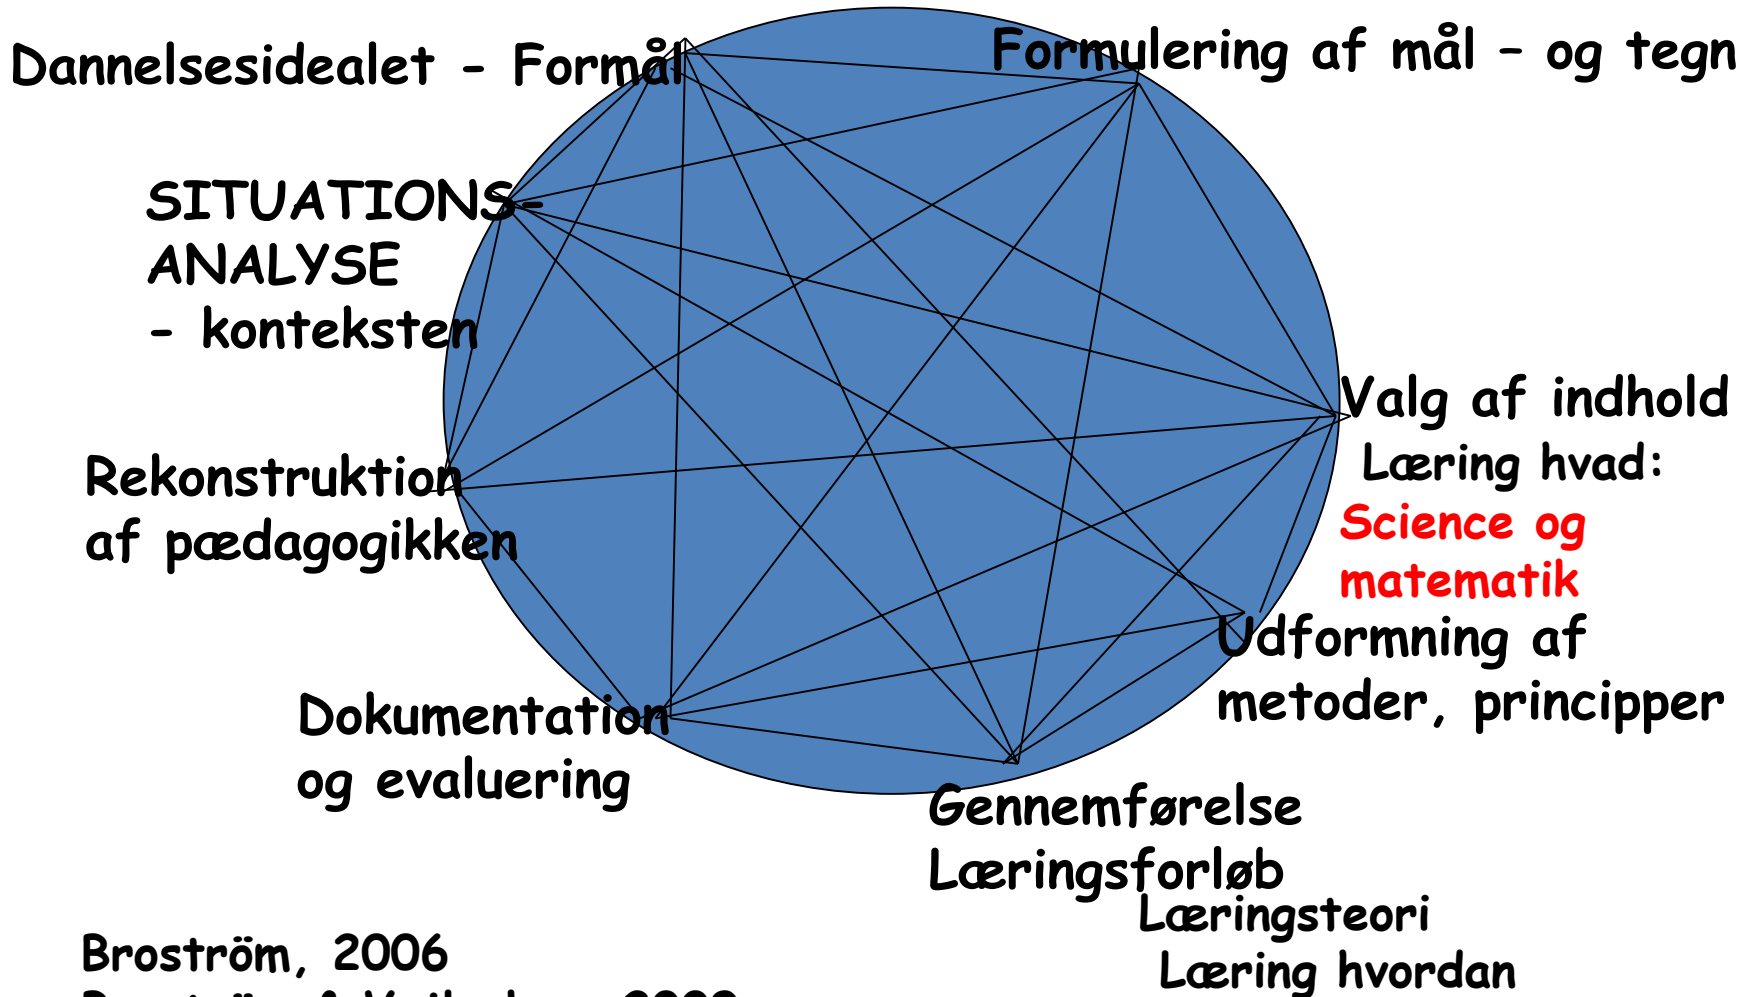 Dannelsesidealet - Formål
Formulering af mål – og tegn
SITUATIONS-
ANALYSE
- konteksten
Valg af indhold
Læring hvad:
Science og
matematik
Rekonstruktion
af pædagogikken
Udformning af
metoder, principper
Dokumentation
og evaluering
Gennemførelse
Læringsforløb
Læringsteori
Læring hvordan
Broström, 2006